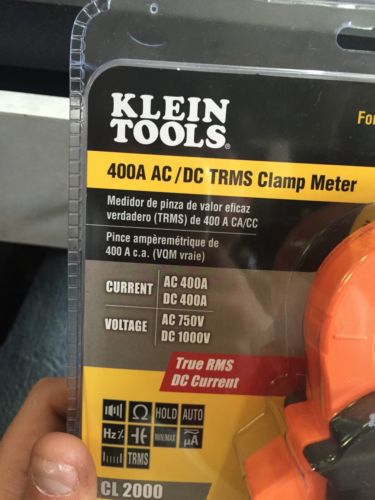 KLEIN
TOOLS®
For
400A AC/DC TRMS Clamp Meter
Medidor de pinza de valor eficaz
verdadero (TRMS) de 400 A CA/CC
Pince ampèremétrique de
400 A c.a. (VQM vraie)
CURRENT AC 400A
DC 400A
VOLTAGE AC 750V
DC 1000V
True RMS
DC Current
Ω HOLD AUTO
Hz% MIN/MAX µA
TRMS
CL 2000